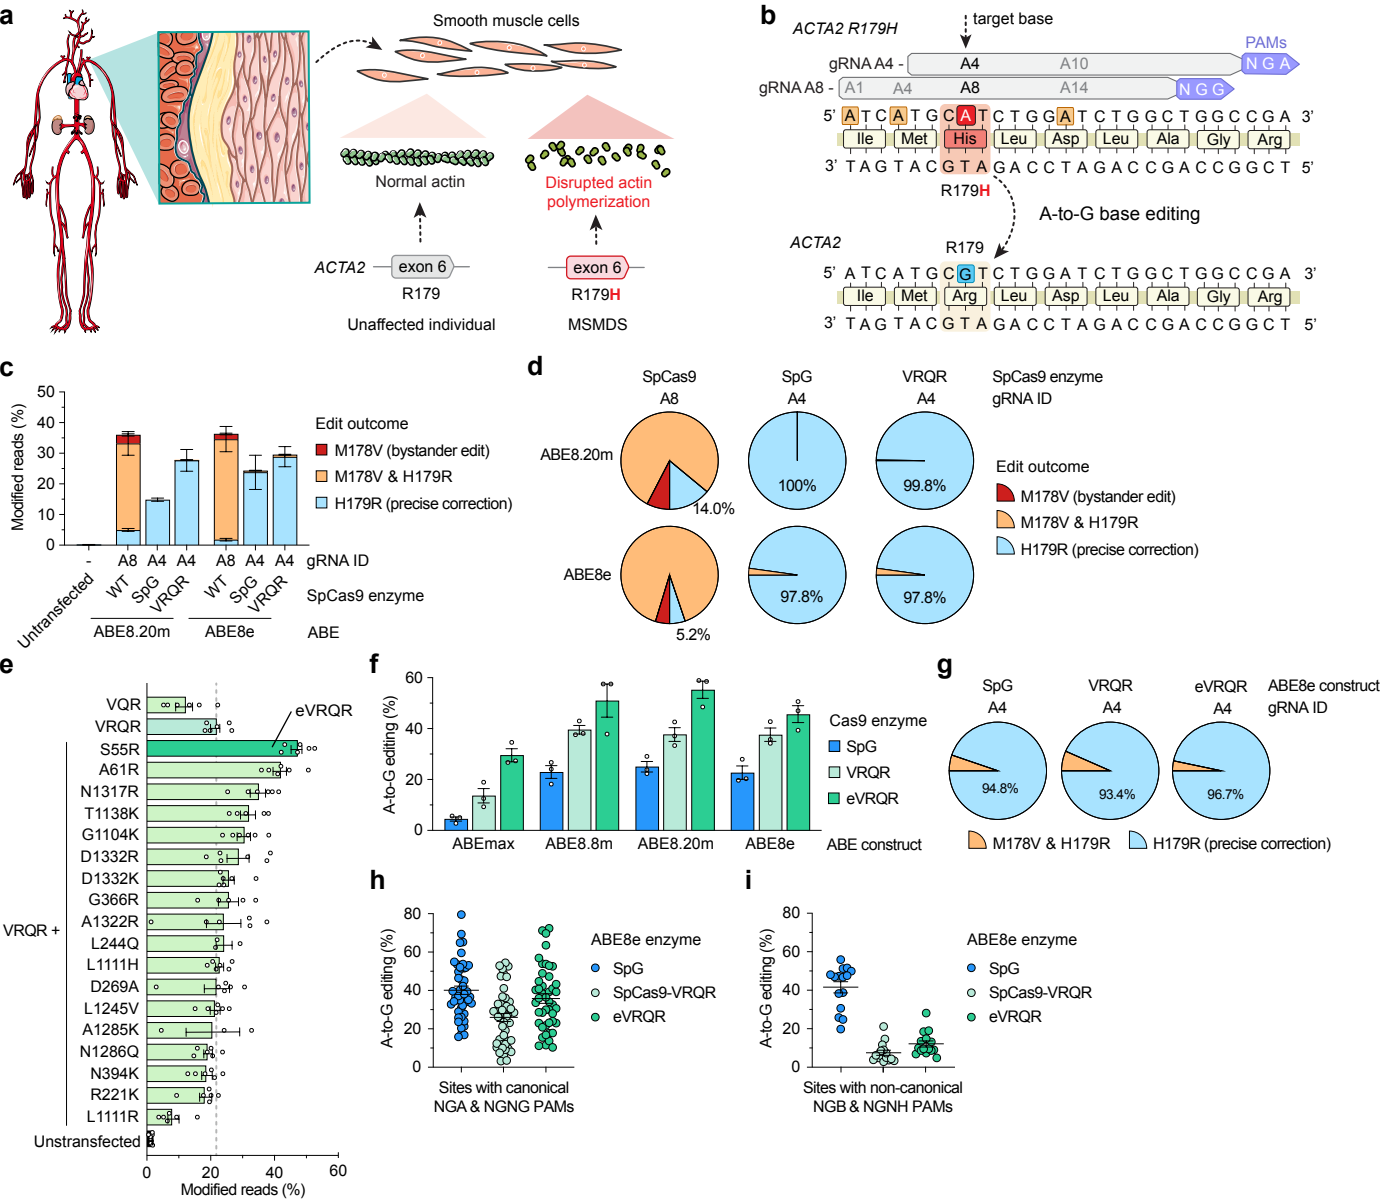 a
Smooth muscle cells
Normal actin
Disrupted actin
polymerization
ACTA2
exon 6
exon 6
R179
R179H
Unaffected individual
MSMDS
b
ACTA2 R179H
target base
PAMs
gRNA A4 -
A4
A10
N G A
gRNA A8 -
A1
A4
A8
A14
N G G
5’ A T C A T G C A T C T G G A T C T G G C T G G C C G A 3’
Ile Met His Leu Asp Leu Ala Gly Arg
3’ T A G T A C G T A G A C C T A G A C C G A C C G G C T 5’
R179H
A-to-G base editing
ACTA2
R179
5’ A T C A T G C G T C T G G A T C T G G C T G G C C G A 3’
Ile Met Arg Leu Asp Leu Ala Gly Arg
3’ T A G T A C G T A G A C C T A G A C C G A C C G G C T 5’
c
Modified reads (%)
50
40
30
20
10
0
Edit outcome
M178V (bystander edit)
M178V & H179R
H179R (precise correction)
- A8 A4 A4 A8 A4 A4 gRNA ID
Untransfected WT SpG VRQR WT SpG VRQR SpCas9 enzyme
ABE8.20m ABE8e ABE
d
SpCas9 SpG VRQR SpCas9 enzyme
A8 A4 A4 gRNA ID
ABE8.20m
14.0%
100%
99.8%
ABE8e
5.2%
97.8%
97.8%
Edit outcome
M178V (bystander edit)
M178V & H179R
H179R (precise correction)
e
VQR
VRQR
eVRQR
VRQR +
S55R
A61R
N1317R
T1138K
G1104K
D1332R
D1332K
G366R
A1322R
L244Q
L1111H
D269A
L1245V
A1285K
N1286Q
N394K
R221K
L1111R
Unstransfected
0 20 40 60
Modified reads (%)
f
A-to-G editing (%)
60
40
20
0
Cas9 enzyme
SpG
VRQR
eVRQR
ABEmax ABE8.8m ABE8.20m ABE8e ABE construct
g
SpG VRQR eVRQR ABE8e construct
A4 A4 A4 gRNA ID
94.8%
93.4%
96.7%
M178V & H179R
H179R (precise correction)
h
A-to-G editing (%)
80
60
40
20
0
ABE8e enzyme
SpG
SpCas9-VRQR
eVRQR
Sites with canonical
NGA & NGNG PAMs
i
A-to-G editing (%)
80
60
40
20
0
ABE8e enzyme
SpG
SpCas9-VRQR
eVRQR
Sites with non-canonical
NGB & NGNH PAMs